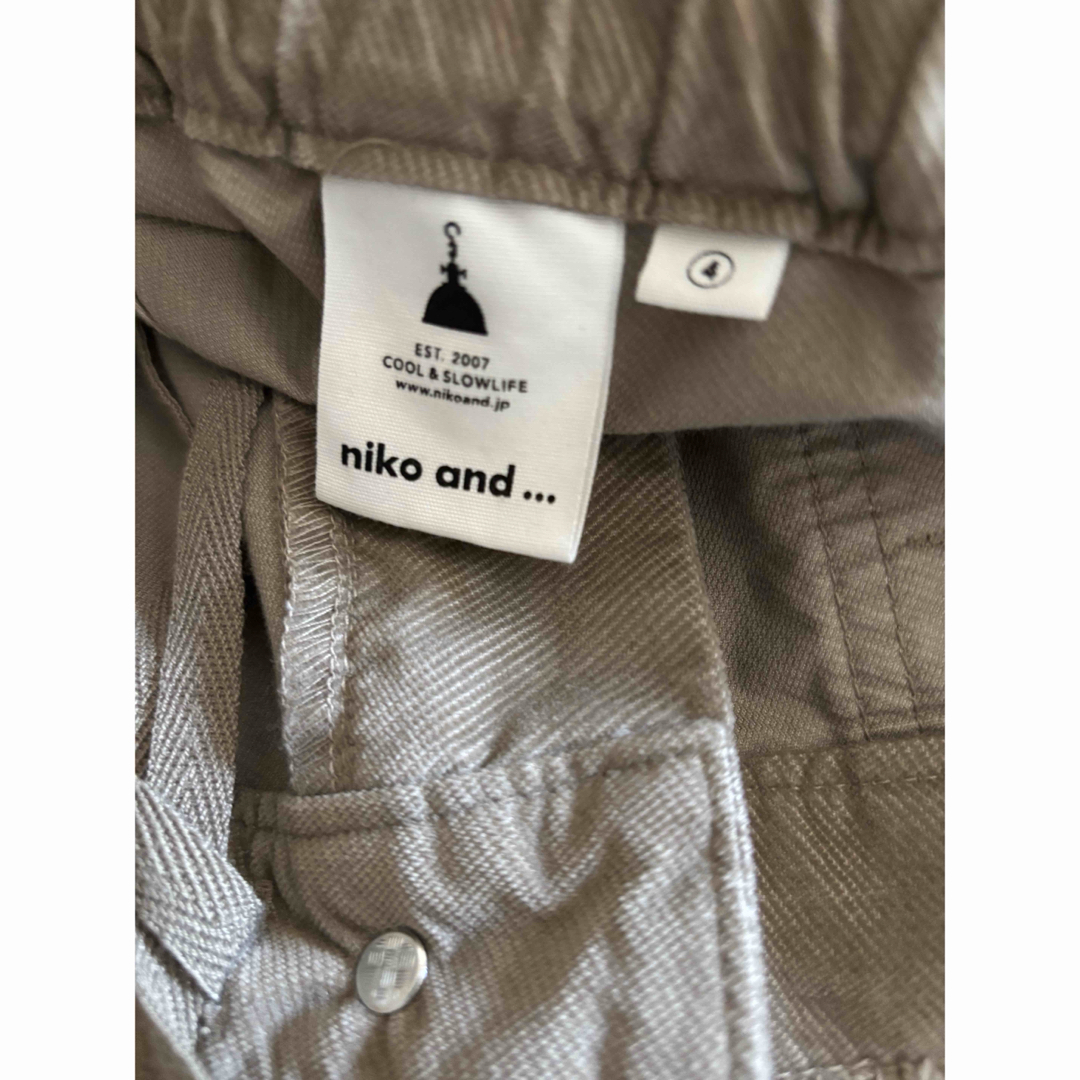 EST. 2007
COOL & SLOWLIFE
www.nikoand.jp
niko and ...
4